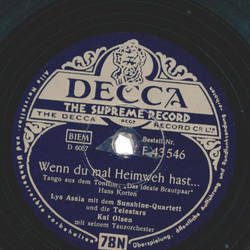 DECCA
THE SUPREME RECORD
THE DECCA RECORD CO. LTD.
BIEM
D 6087
Bestell-Nr.
F 43546
Wenn du mal Heimweh hast...
Tango aus dem Tonfilm: „Das ideale Brautpaar"
Hans Korten
Lys Assia mit dem Sunshine-Quartett
und die Telestars
Kai Olsen
mit seinem Tanzorchester
78N